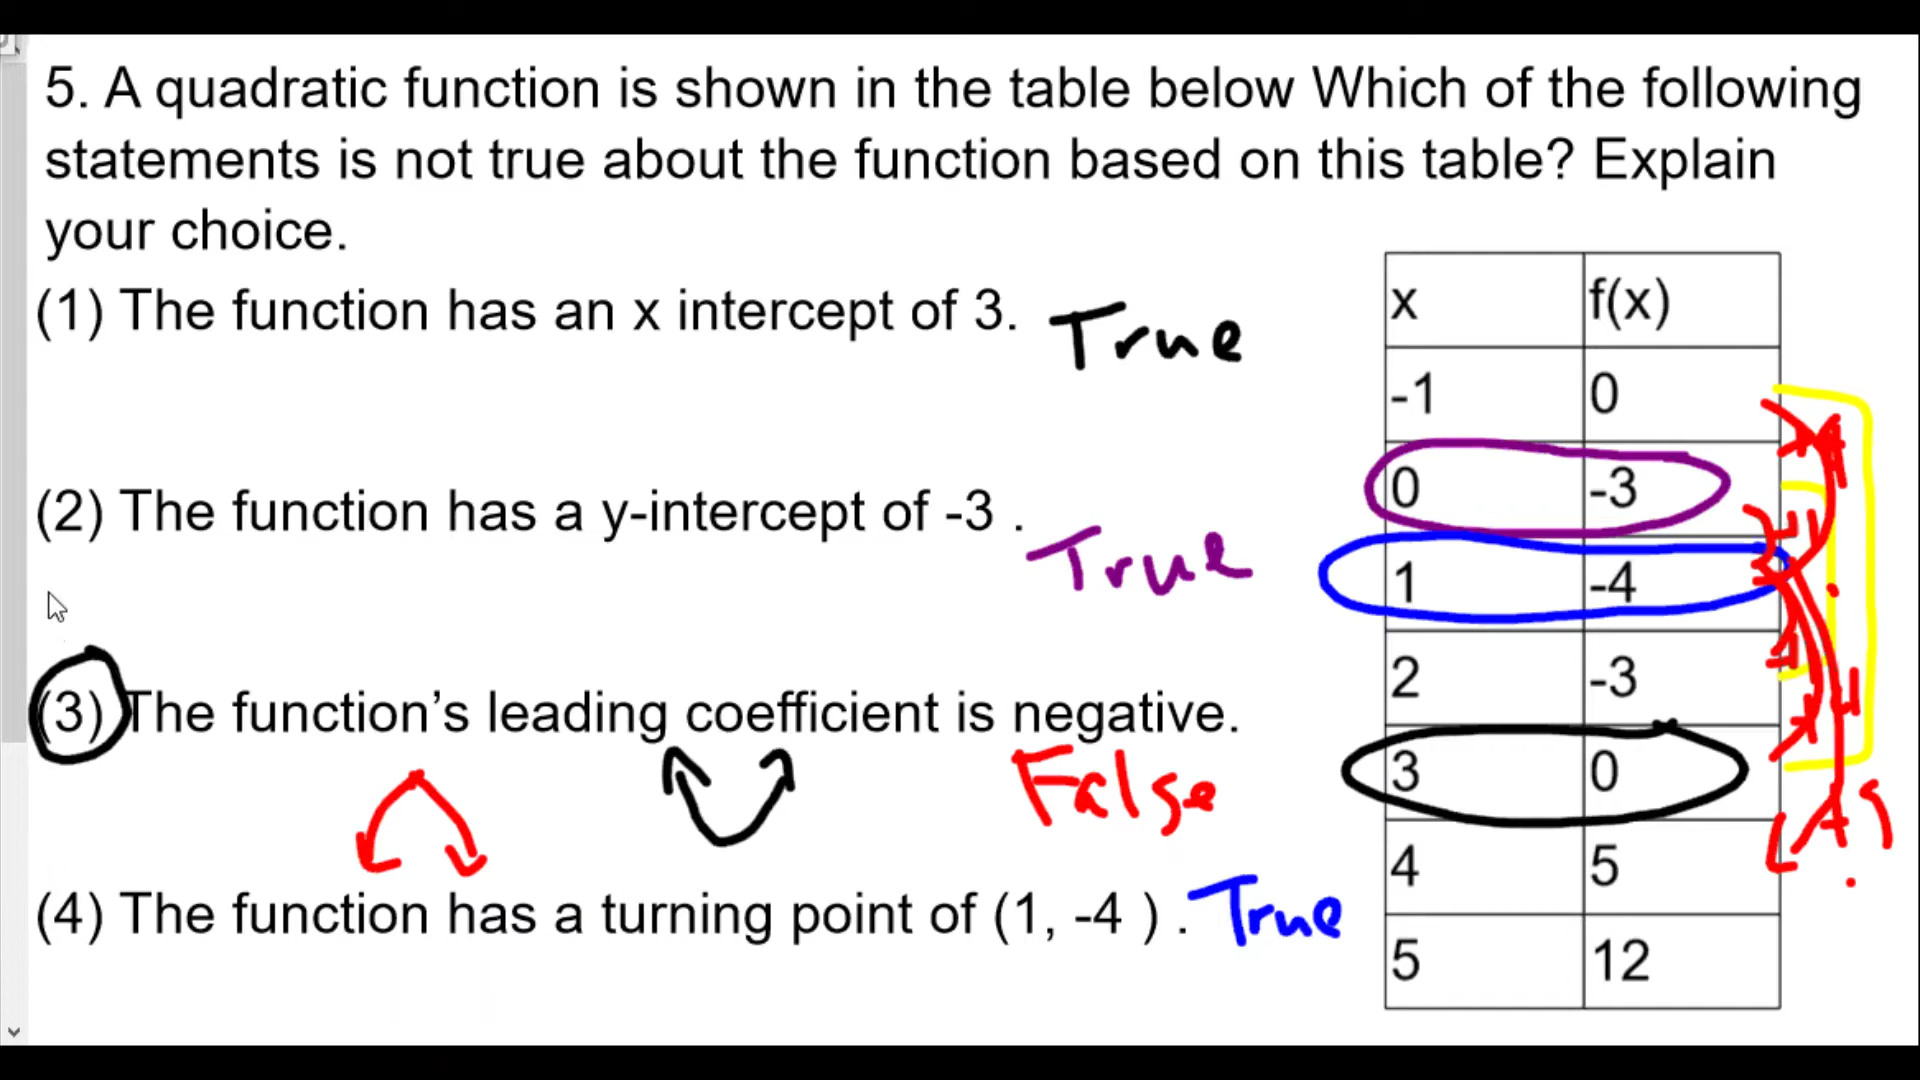 5. A quadratic function is shown in the table below Which of the following
statements is not true about the function based on this table? Explain
your choice.
(1) The function has an x intercept of 3. True
(2) The function has a y-intercept of -3 .
True
(3) The function’s leading coefficient is negative.
False
(4) The function has a turning point of (1, -4 ) . True
x f(x)
-1 0
0 -3
1 -4
2 -3
3 0
4 5
5 12